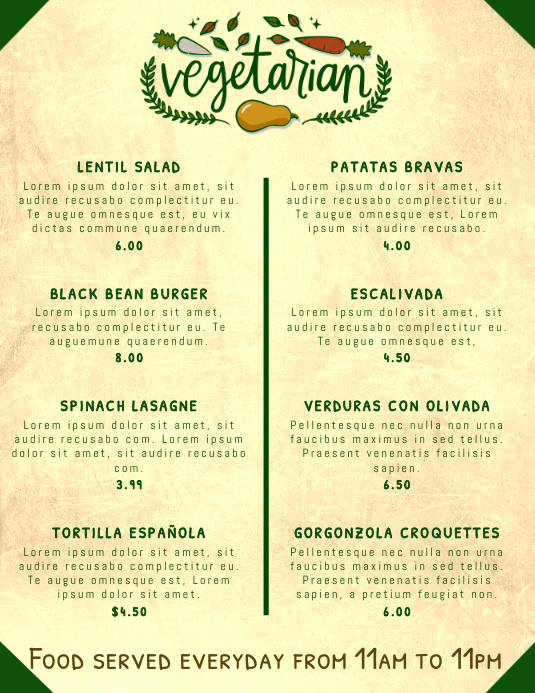 vegetarian
LENTIL SALAD
Lorem ipsum dolor sit amet, sit
audire recusabo complectitur eu.
Te augue omnesque est, eu vix
dictas commune quaerendum.
6.00
BLACK BEAN BURGER
Lorem ipsum dolor sit amet,
recusabo complectitur eu. Te
auguemune quaerendum.
8.00
SPINACH LASAGNE
Lorem ipsum dolor sit amet, sit
audire recusabo com. Lorem ipsum
dolor sit amet, sit audire recusabo
com.
3.99
TORTILLA ESPAÑOLA
Lorem ipsum dolor sit amet, sit
audire recusabo complectitur eu.
Te augue omnesque est, Lorem
ipsum dolor sit amet.
$4.50
PATATAS BRAVAS
Lorem ipsum dolor sit amet, sit
audire recusabo complectitur eu.
Te augue omnesque est, Lorem
ipsum sit audire recusabo.
4.00
ESCALIVADA
Lorem ipsum dolor sit amet, sit
audire recusabo complectitur eu.
Te augue omnesque est,
4.50
VERDURAS CON OLIVADA
Pellentesque nec nulla non urna
faucibus maximus in sed tellus.
Praesent venenatis facilisis
sapien.
6.50
GORGONZOLA CROQUETTES
Pellentesque nec nulla non urna
faucibus maximus in sed tellus.
Praesent venenatis facilisis
sapien, a pretium feugiat non.
6.00
FOOD SERVED EVERYDAY FROM 11AM TO 11PM